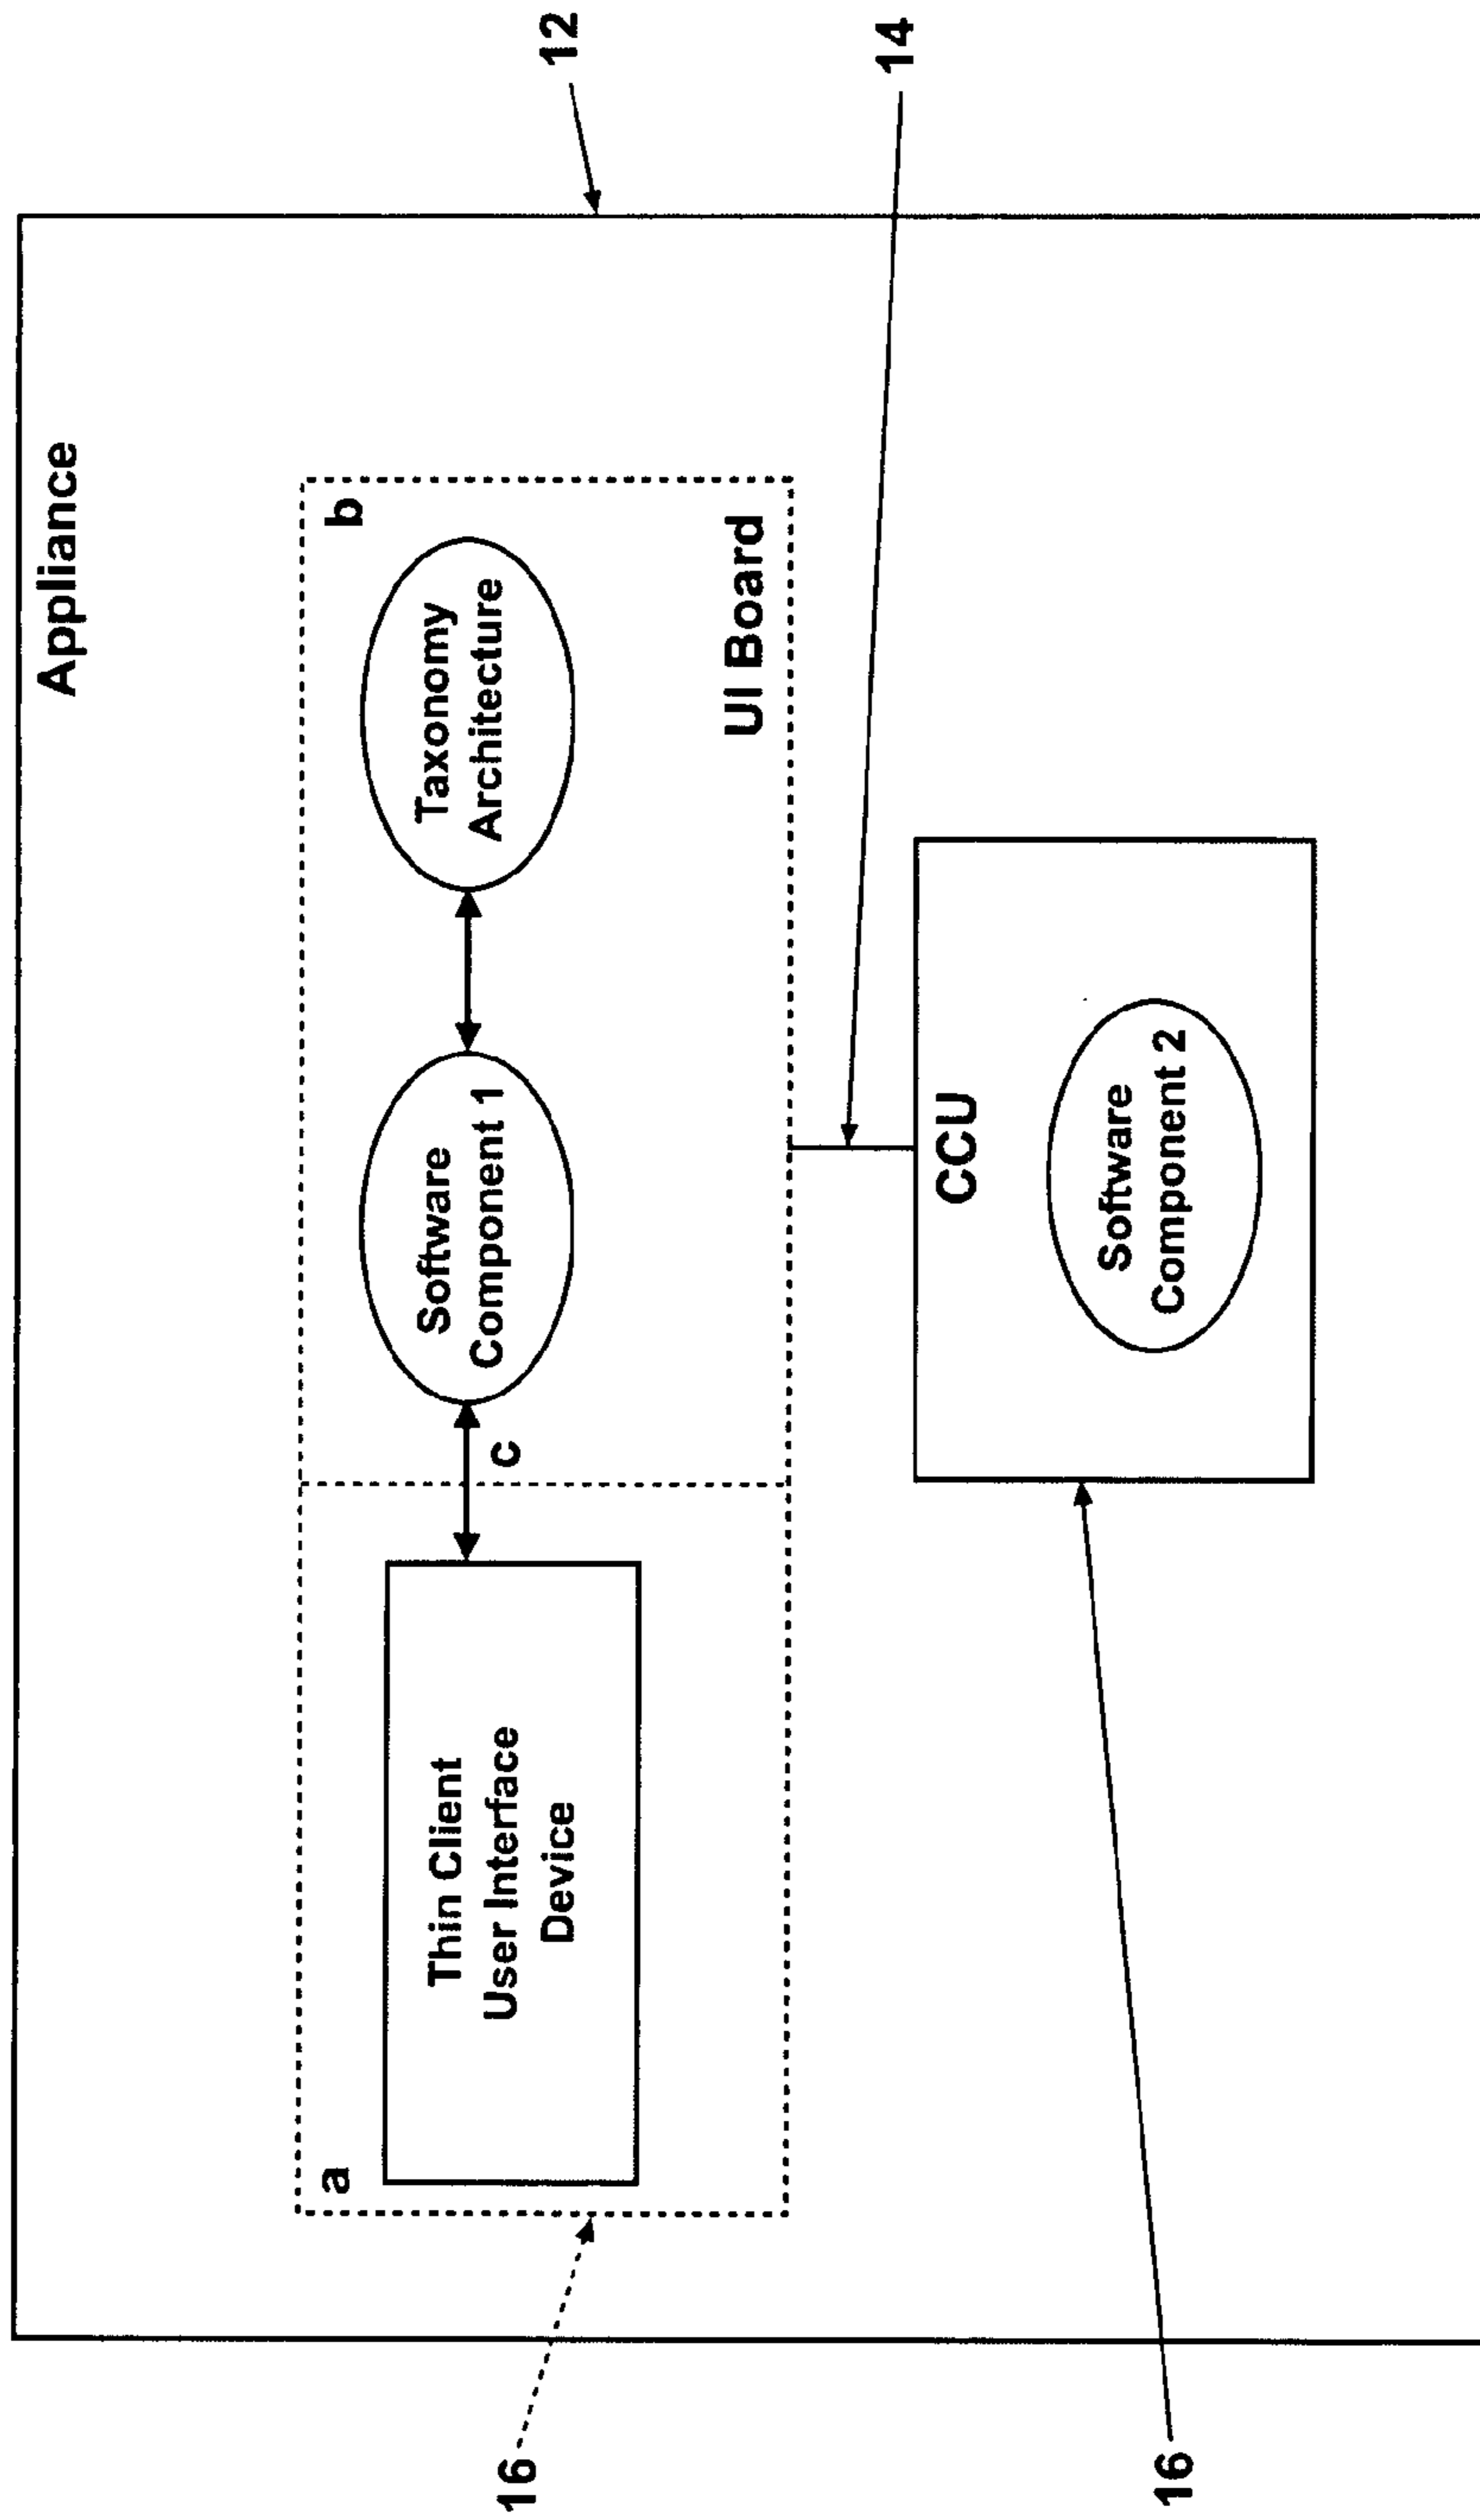 Appliance
12
14
a
b
Thin Client
User Interface
Device
c
Software
Component 1
Taxonomy
Architecture
UI Board
16
CCU
Software
Component 2
16